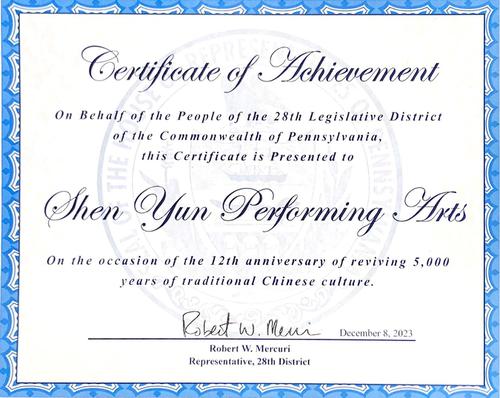 Certificate of Achievement
On Behalf of the People of the 28th Legislative District
of the Commonwealth of Pennsylvania,
this Certificate is Presented to
Shen Yun Performing Arts
On the occasion of the 12th anniversary of reviving 5,000
years of traditional Chinese culture.
Robert W. Mercuri
December 8, 2023
Robert W. Mercuri
Representative, 28th District